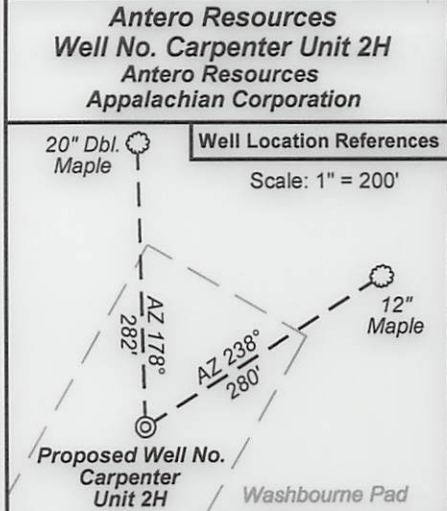 Antero Resources
Well No. Carpenter Unit 2H
Antero Resources
Appalachian Corporation
Well Location References
Scale: 1" = 200'
20" Dbl.
Maple
12"
Maple
AZ 178°
282'
AZ 238°
280'
Proposed Well No.
Carpenter
Unit 2H
Washbourne Pad